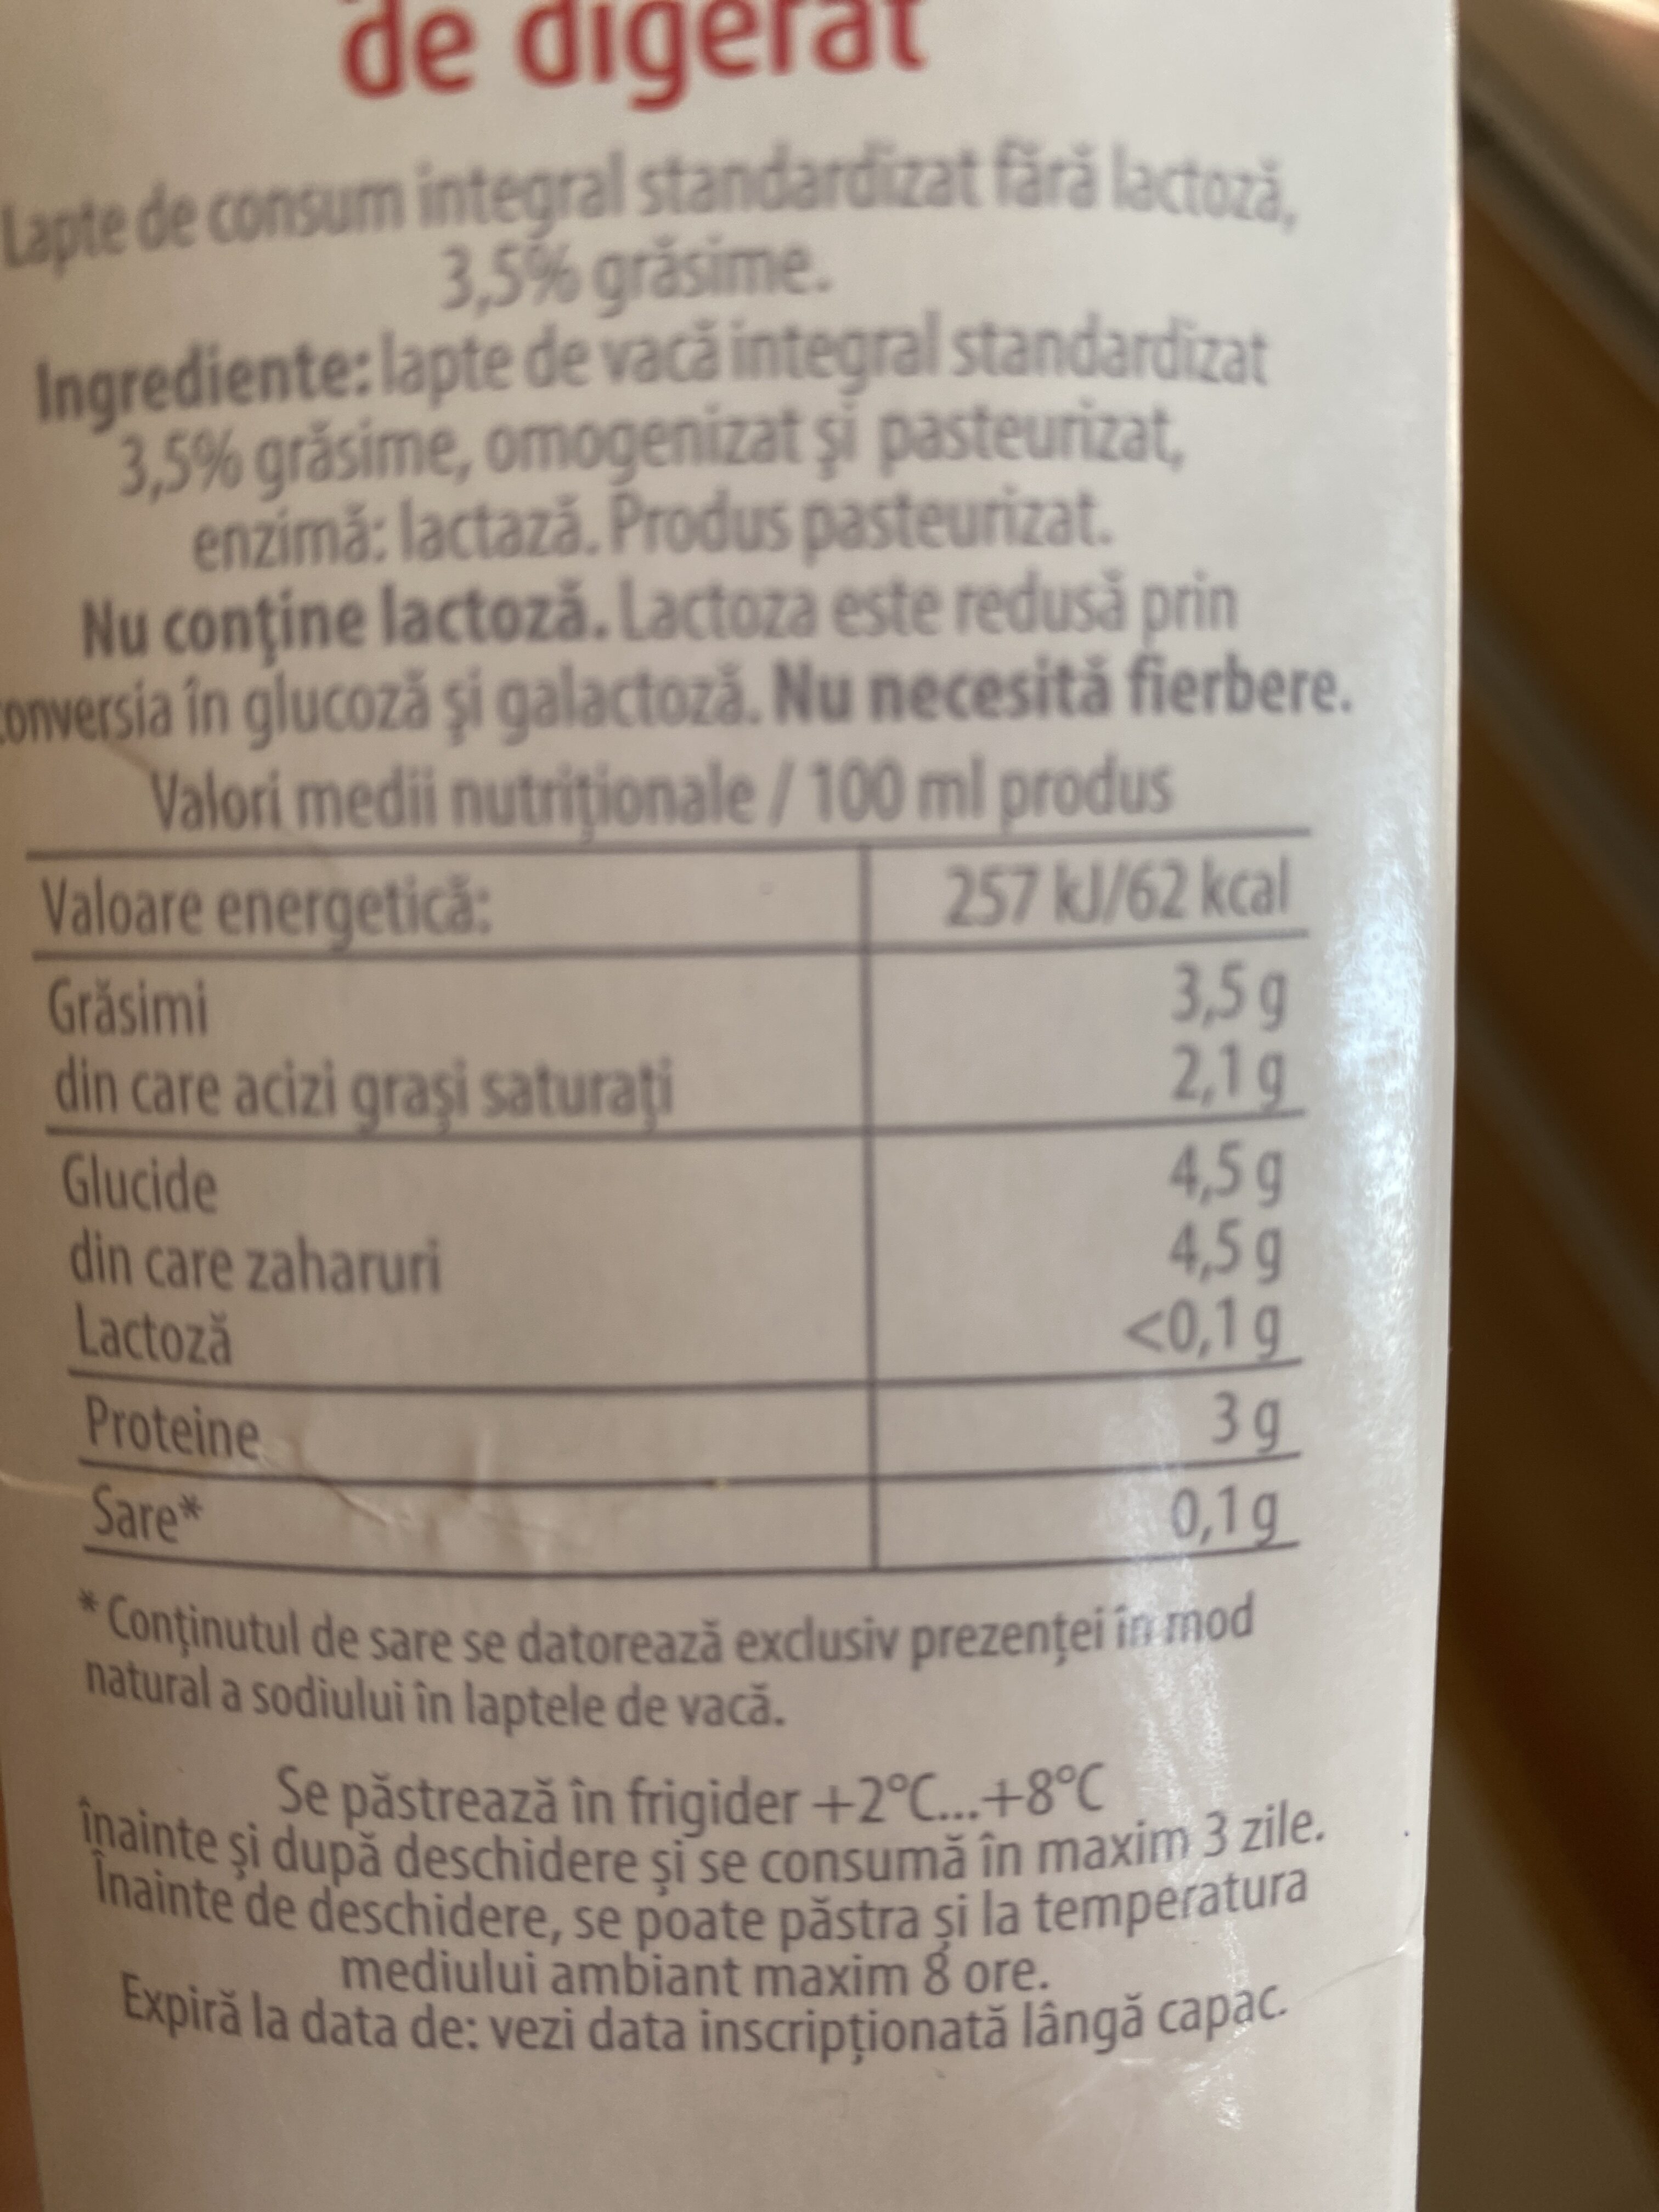 de digerat
Lapte de consum integral standardizat fără lactoză,
3,5% grăsime.
Ingrediente: lapte de vacă integral standardizat
3,5% grăsime, omogenizat şi pasteurizat,
enzimă: lactază. Produs pasteurizat.
Nu conţine lactoză. Lactoza este redusă prin
conversia în glucoză şi galactoză. Nu necesită fierbere.
Valori medii nutriţionale / 100 ml produs
Valoare energetică: 257 kJ/62 kcal
Grăsimi 3,5 g
din care acizi graşi saturaţi 2,1 g
Glucide 4,5 g
din care zaharuri 4,5 g
Lactoză <0,1 g
Proteine 3 g
Sare* 0,1 g
* Conţinutul de sare se datorează exclusiv prezenţei în mod
natural a sodiului în laptele de vacă.
Se păstrează în frigider +2°C...+8°C
înainte şi după deschidere şi se consumă în maxim 3 zile.
Înainte de deschidere, se poate păstra şi la temperatura
mediului ambiant maxim 8 ore.
Expiră la data de: vezi data inscripţionată lângă capac.